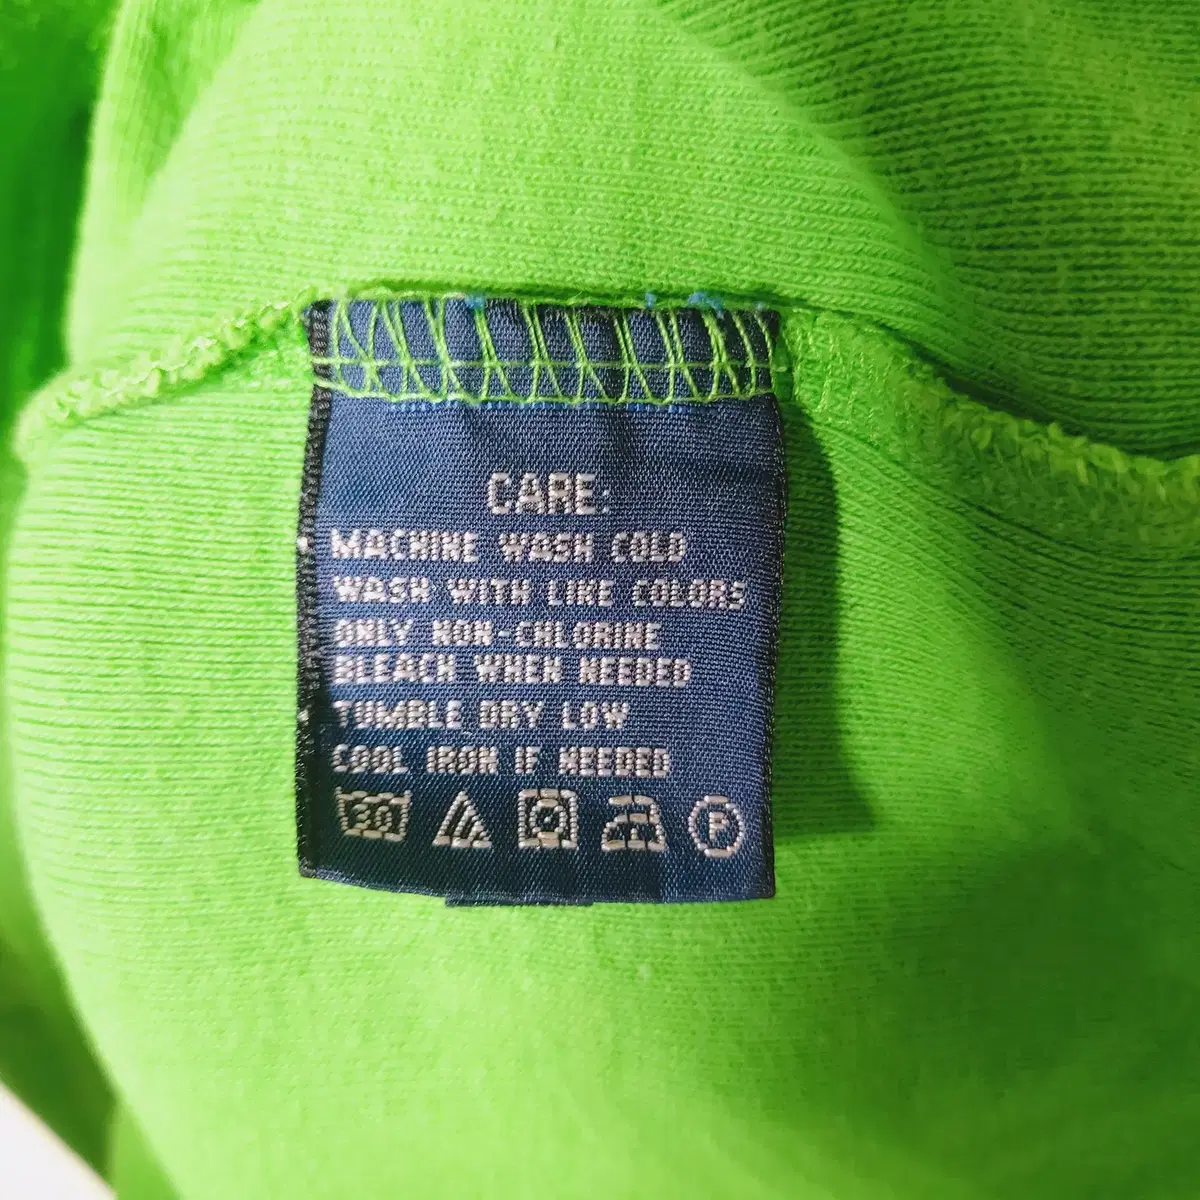 CARE:
MACHINE WASH COLD
WASH WITH LIKE COLORS
ONLY NON-CHLORINE
BLEACH WHEN NEEDED
TUMBLE DRY LOW
COOL IRON IF NEEDED
30 P